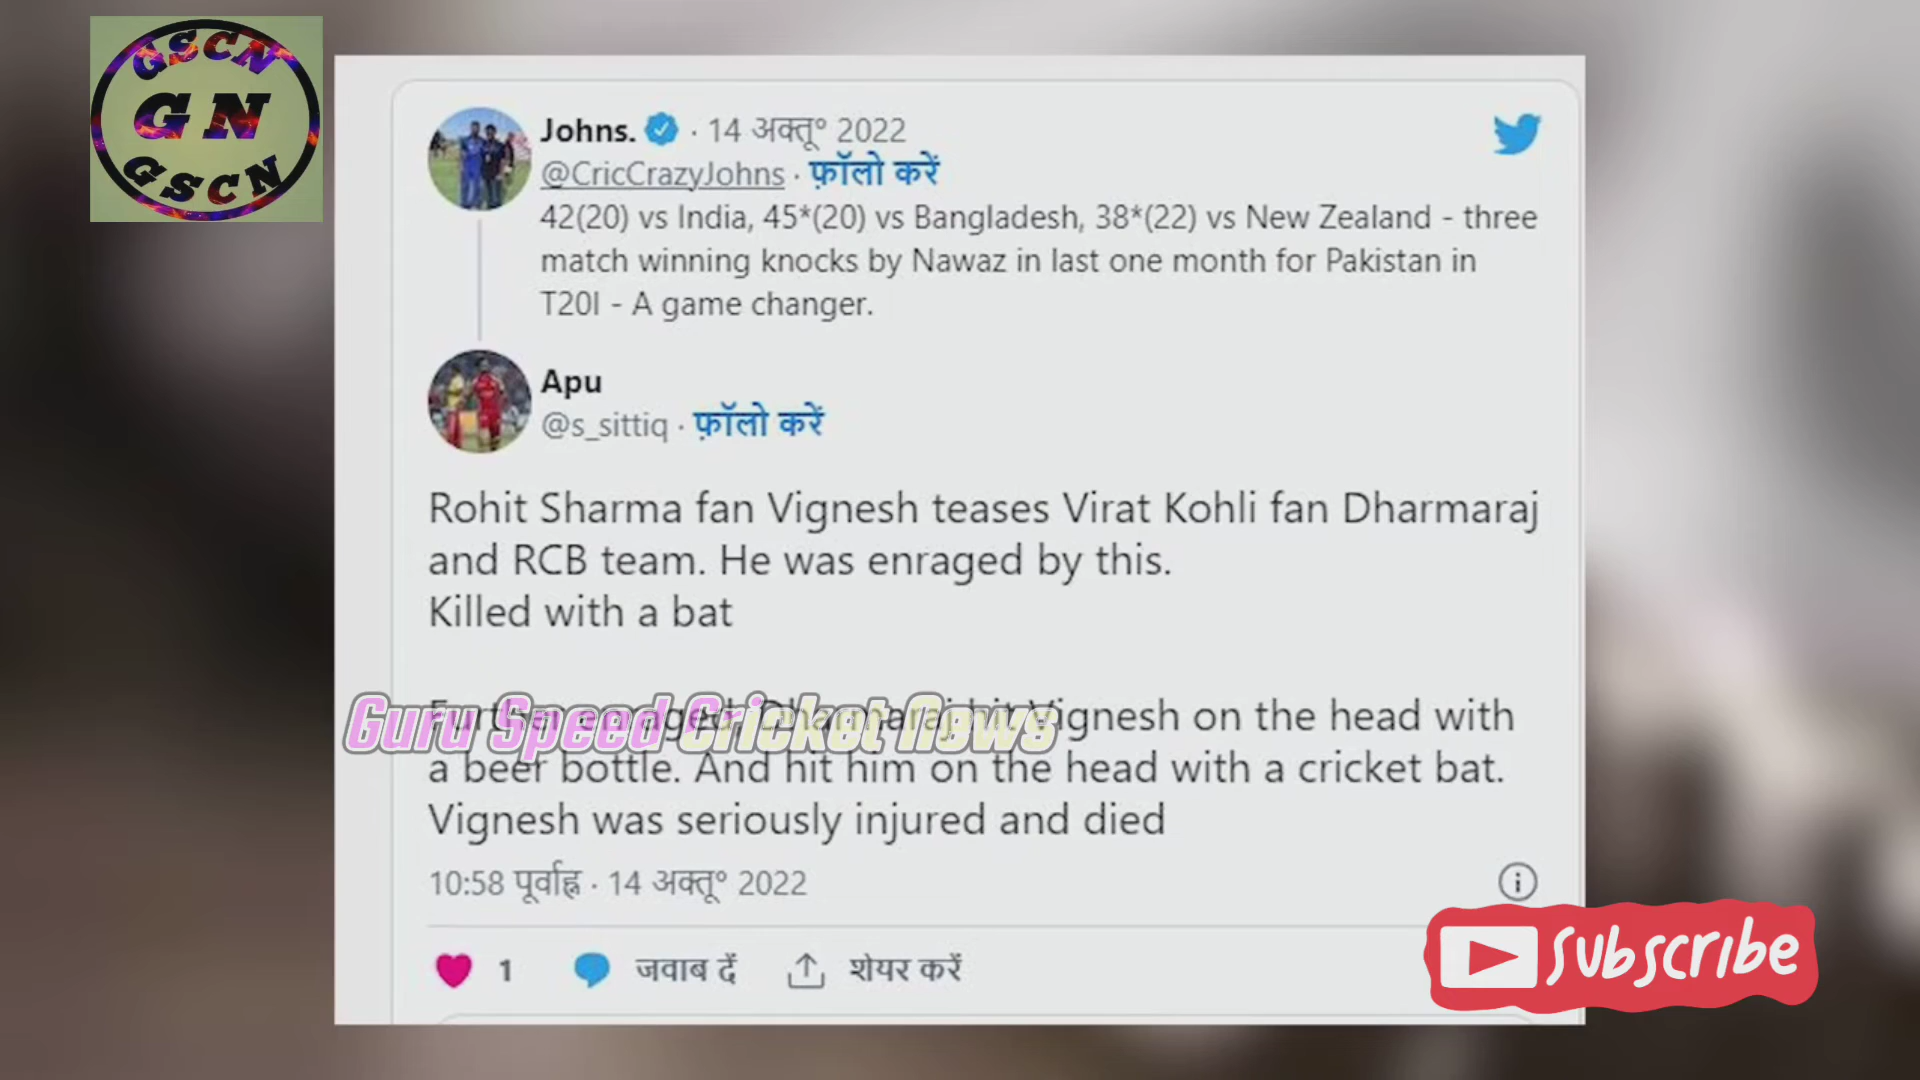 GSCN
GN
GSCN
Johns. · 14 अक्तू° 2022
@CricCrazyJohns · फ़ॉलो करें
42(20) vs India, 45*(20) vs Bangladesh, 38*(22) vs New Zealand - three
match winning knocks by Nawaz in last one month for Pakistan in
T20I - A game changer.
Apu
@s_sittiq · फ़ॉलो करें
Rohit Sharma fan Vignesh teases Virat Kohli fan Dharmaraj
and RCB team. He was enraged by this.
Killed with a bat
Further enraged, Dharmaraj hit Vignesh on the head with
Guru Speed Cricket News
a beer bottle. And hit him on the head with a cricket bat.
Vignesh was seriously injured and died
10:58 पूर्वाह्न · 14 अक्तू° 2022
1 जवाब दें शेयर करें
Subscribe